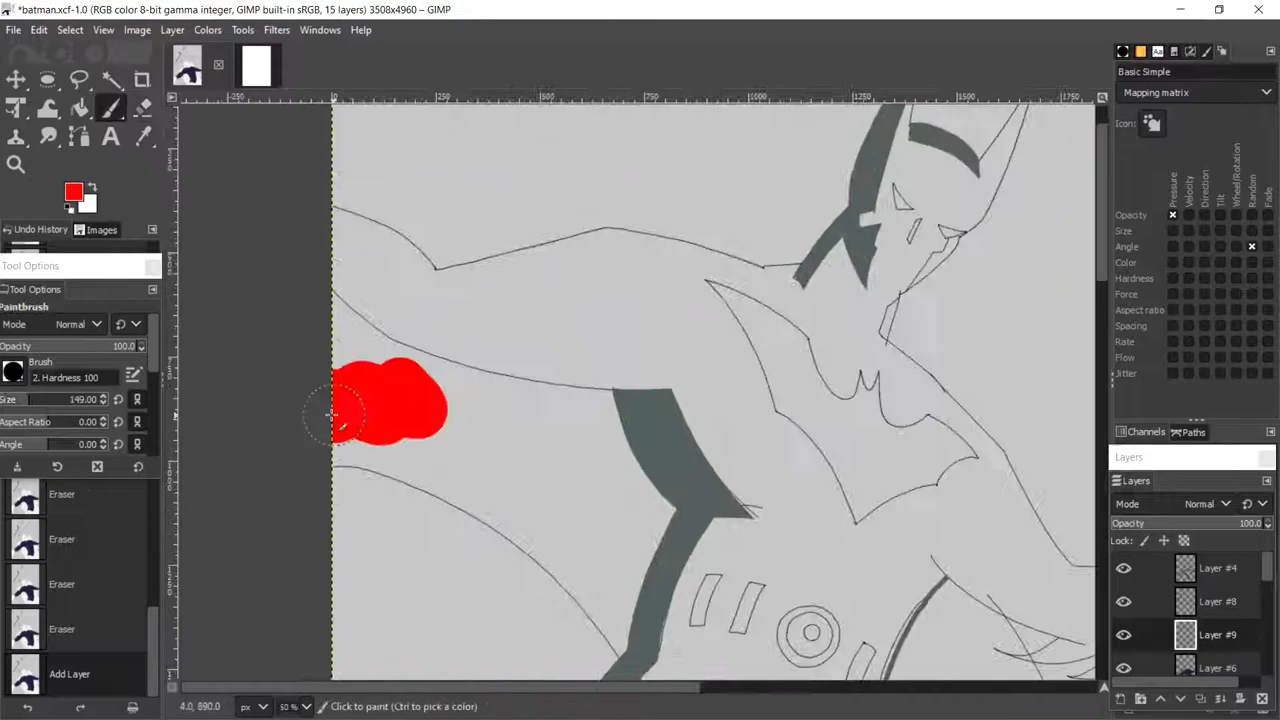 *batman.xcf-1.0 (RGB color 8-bit gamma integer, GIMP built-in sRGB, 15 layers) 3508x4960 – GIMP
File Edit Select View Image Layer Colors Tools Filters Windows Help
-250 0 250 500 750 1000 1250 1500 1750
Undo History Images
Tool Options
Tool Options
Paintbrush
Mode Normal
Opacity 100.0
Brush
2. Hardness 100
Size 149.00
Aspect Ratio 0.00
Angle 0.00
Eraser
Eraser
Eraser
Eraser
Add Layer
4.0, 890.0 px 50 % Click to paint (Ctrl to pick a color)
Basic Simple
Mapping matrix
Icon:
Pressure Velocity Direction Tilt Wheel/Rotation Random Fade
Opacity
Size
Angle
Color
Hardness
Force
Aspect ratio
Spacing
Rate
Flow
Jitter
Channels Paths
Layers
Layers
Mode Normal
Opacity 100.0
Lock:
Layer #4
Layer #8
Layer #9
Layer #6